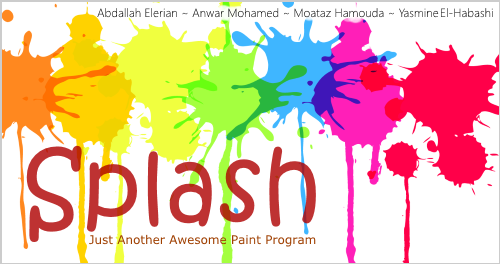 Abdallah Elerian ~ Anwar Mohamed ~ Moataz Hamouda ~ Yasmine El-Habashi
Splash
Just Another Awesome Paint Program